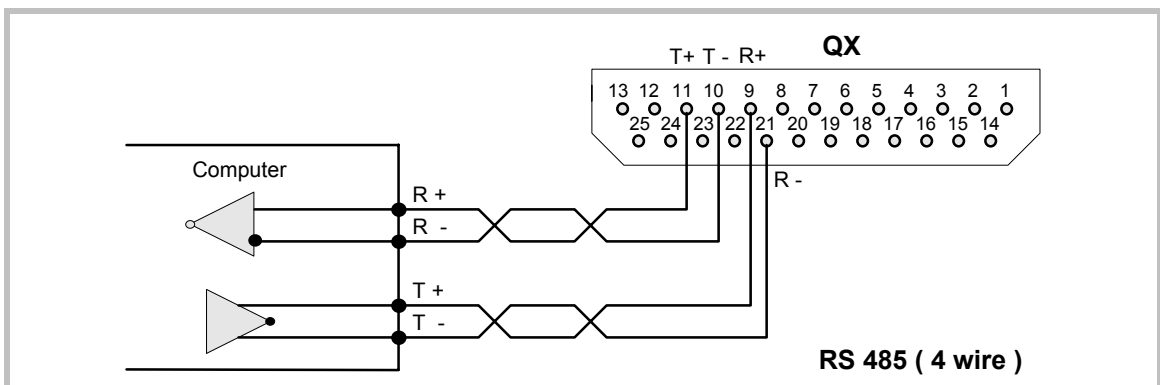 QX
T+ T - R+
13 12 11 10 9 8 7 6 5 4 3 2 1
25 24 23 22 21 20 19 18 17 16 15 14
Computer
R -
R +
R -
T +
T -
RS 485 ( 4 wire )